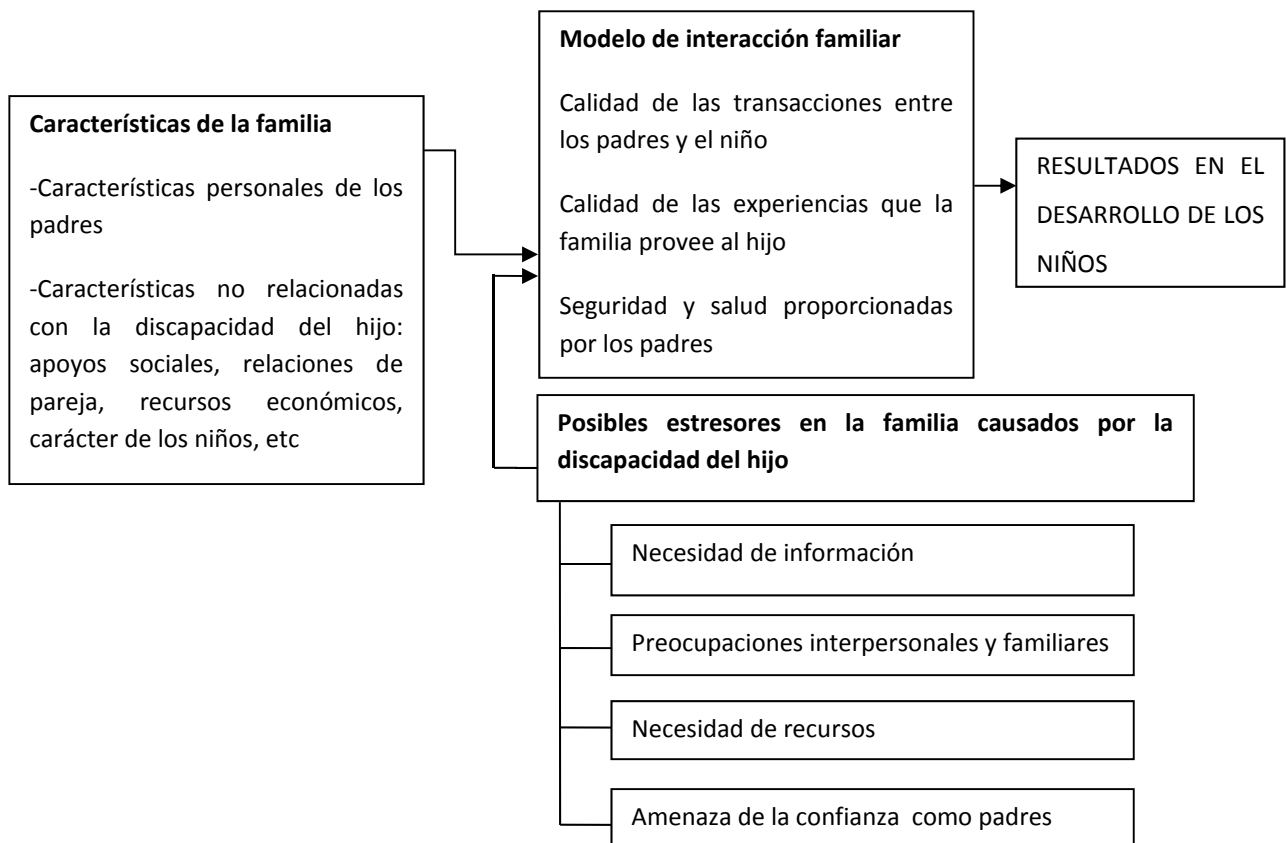 Características de la familia
-Características personales de los
padres
-Características no relacionadas
con la discapacidad del hijo:
apoyos sociales, relaciones de
pareja, recursos económicos,
carácter de los niños, etc
Modelo de interacción familiar
Calidad de las transacciones entre
los padres y el niño
Calidad de las experiencias que la
familia provee al hijo
Seguridad y salud proporcionadas
por los padres
RESULTADOS EN EL
DESARROLLO DE LOS
NIÑOS
Posibles estresores en la familia causados por la
discapacidad del hijo
Necesidad de información
Preocupaciones interpersonales y familiares
Necesidad de recursos
Amenaza de la confianza como padres